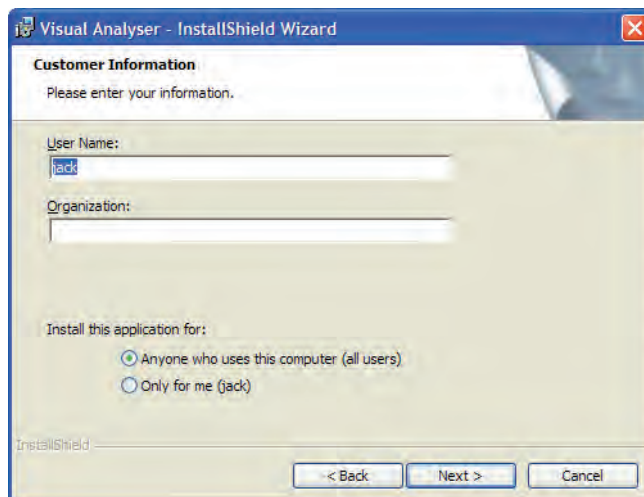 Visual Analyser - InstallShield Wizard
Customer Information
Please enter your information.
User Name:
jack
Organization:
Install this application for:
Anyone who uses this computer (all users)
Only for me (jack)
InstallShield
< Back Next > Cancel